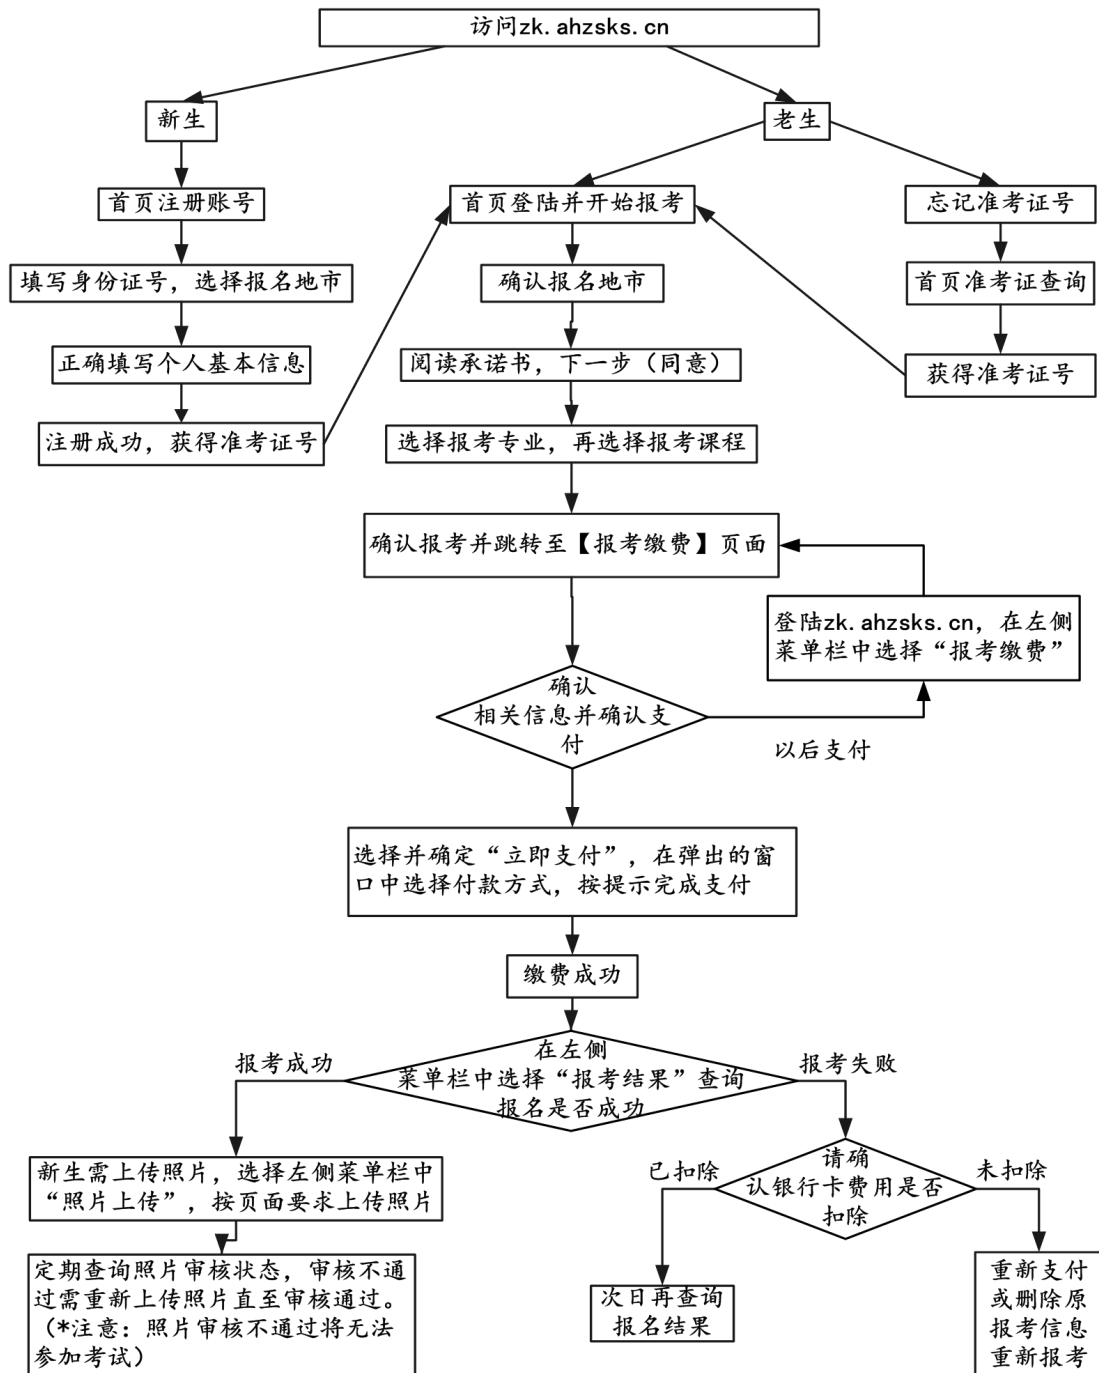 访问zk.ahzsks.cn
新生
老生
首页注册账号
首页登陆并开始报考
忘记准考证号
填写身份证号，选择报名地市
确认报名地市
首页准考证查询
正确填写个人基本信息
阅读承诺书，下一步（同意）
获得准考证号
注册成功，获得准考证号
选择报考专业，再选择报考课程
确认报考并跳转至【报考缴费】页面
登陆zk.ahzsks.cn，在左侧
菜单栏中选择“报考缴费”
确认
相关信息并确认支
付
以后支付
选择并确定“立即支付”，在弹出的窗
口中选择付款方式，按提示完成支付
缴费成功
报考成功
在左侧
菜单栏中选择“报考结果”查询
报名是否成功
报考失败
新生需上传照片，选择左侧菜单栏中
“照片上传”，按页面要求上传照片
已扣除
请确
认银行卡费用是否
扣除
未扣除
定期查询照片审核状态，审核不通
过需重新上传照片直至审核通过。
（*注意：照片审核不通过将无法
参加考试）
次日再查询
报名结果
重新支付
或删除原
报考信息
重新报考